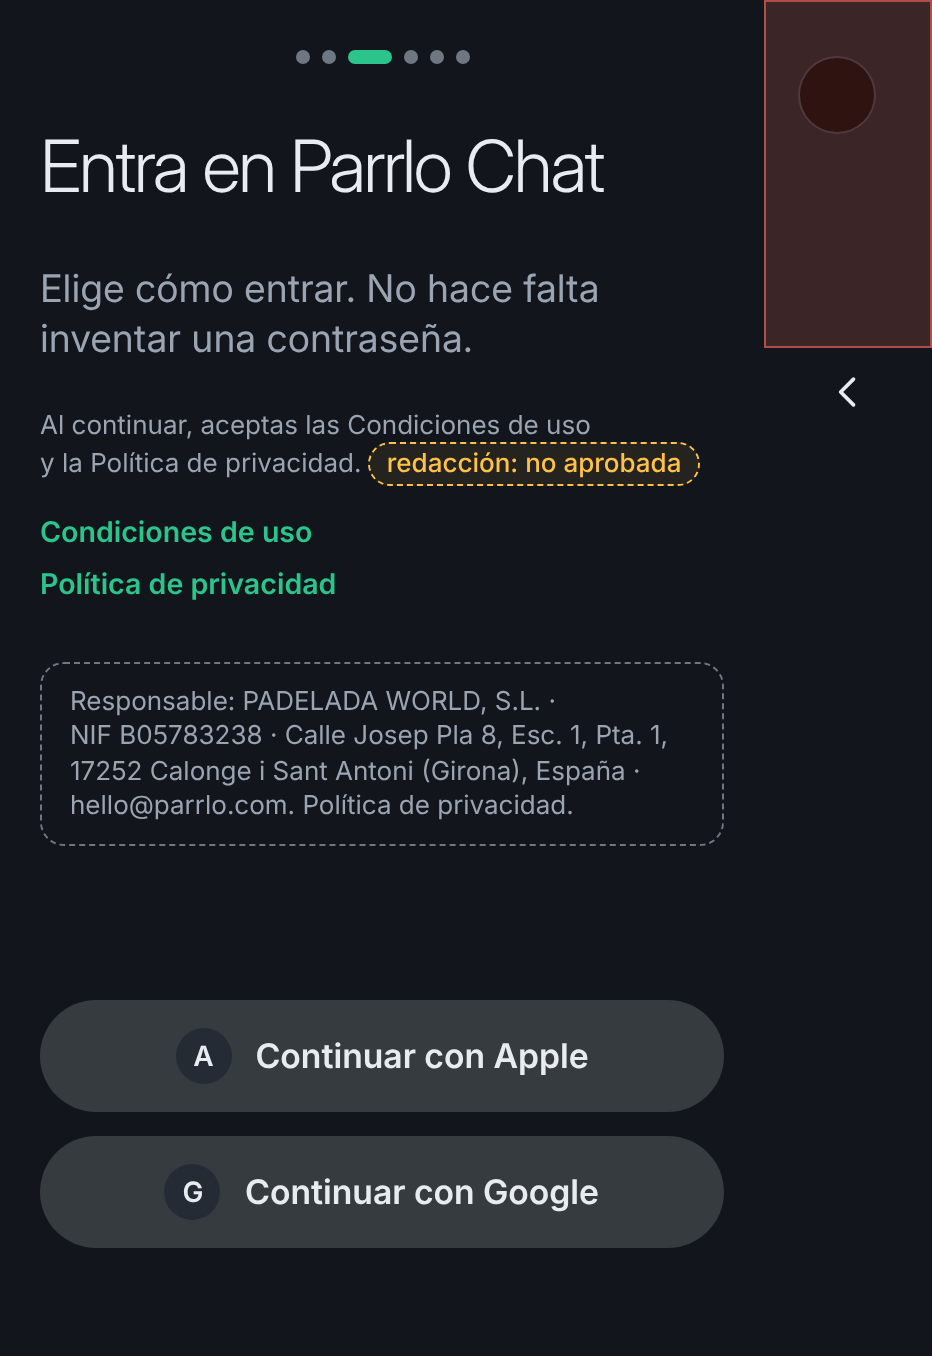 Entra en Parrlo Chat
Elige cómo entrar. No hace falta
inventar una contraseña.
Al continuar, aceptas las Condiciones de uso
y la Política de privacidad. redacción: no aprobada
Condiciones de uso
Política de privacidad
Responsable: PADELADA WORLD, S.L. ·
NIF B05783238 · Calle Josep Pla 8, Esc. 1, Pta. 1,
17252 Calonge i Sant Antoni (Girona), España ·
hello@parrlo.com. Política de privacidad.
A Continuar con Apple
G Continuar con Google